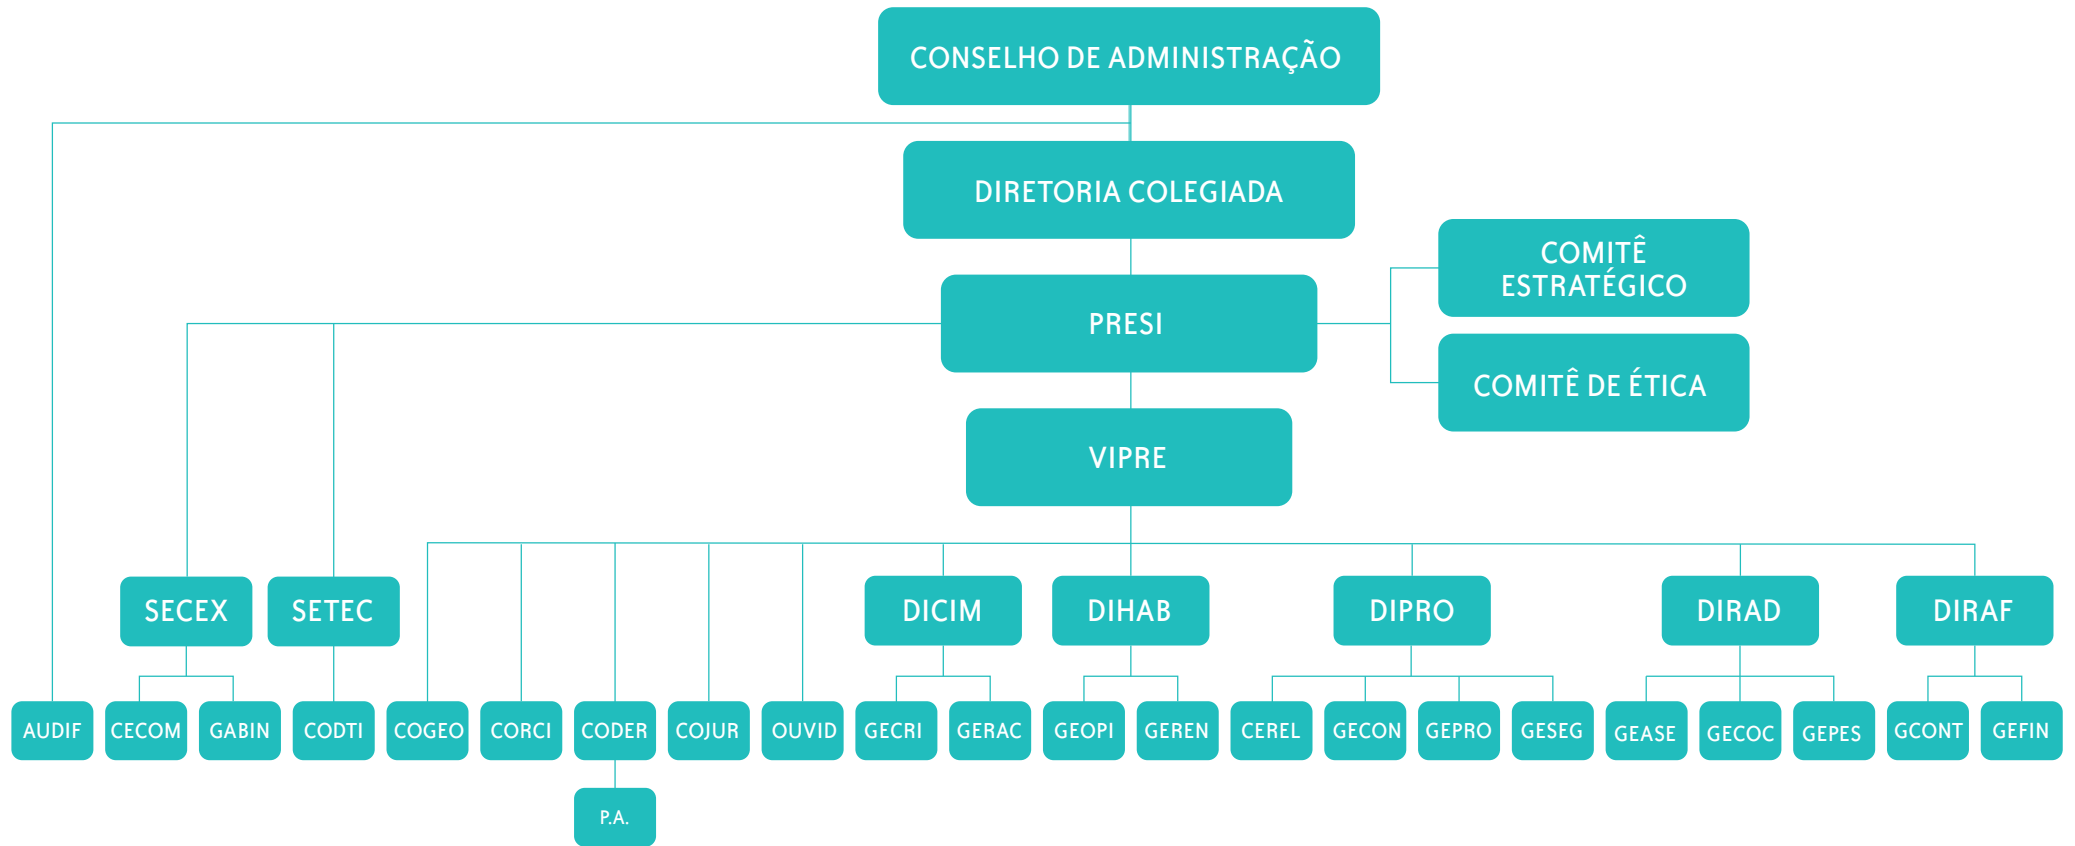 CONSELHO DE ADMINISTRAÇÃO
DIRETORIA COLEGIADA
COMITÊ
ESTRATÉGICO
PRESI
COMITÊ DE ÉTICA
VIPRE
SECEX
SETEC
DICIM
DIHAB
DIPRO
DIRAD
DIRAF
AUDIF
CECOM
GABIN
CODTI
COGEO
CORCI
CODER
COJUR
OUVID
GECRI
GERAC
GEOPI
GEREN
CEREL
GECON
GEPRO
GESEG
GEASE
GECOC
GEPES
GCONT
GEFIN
P.A.